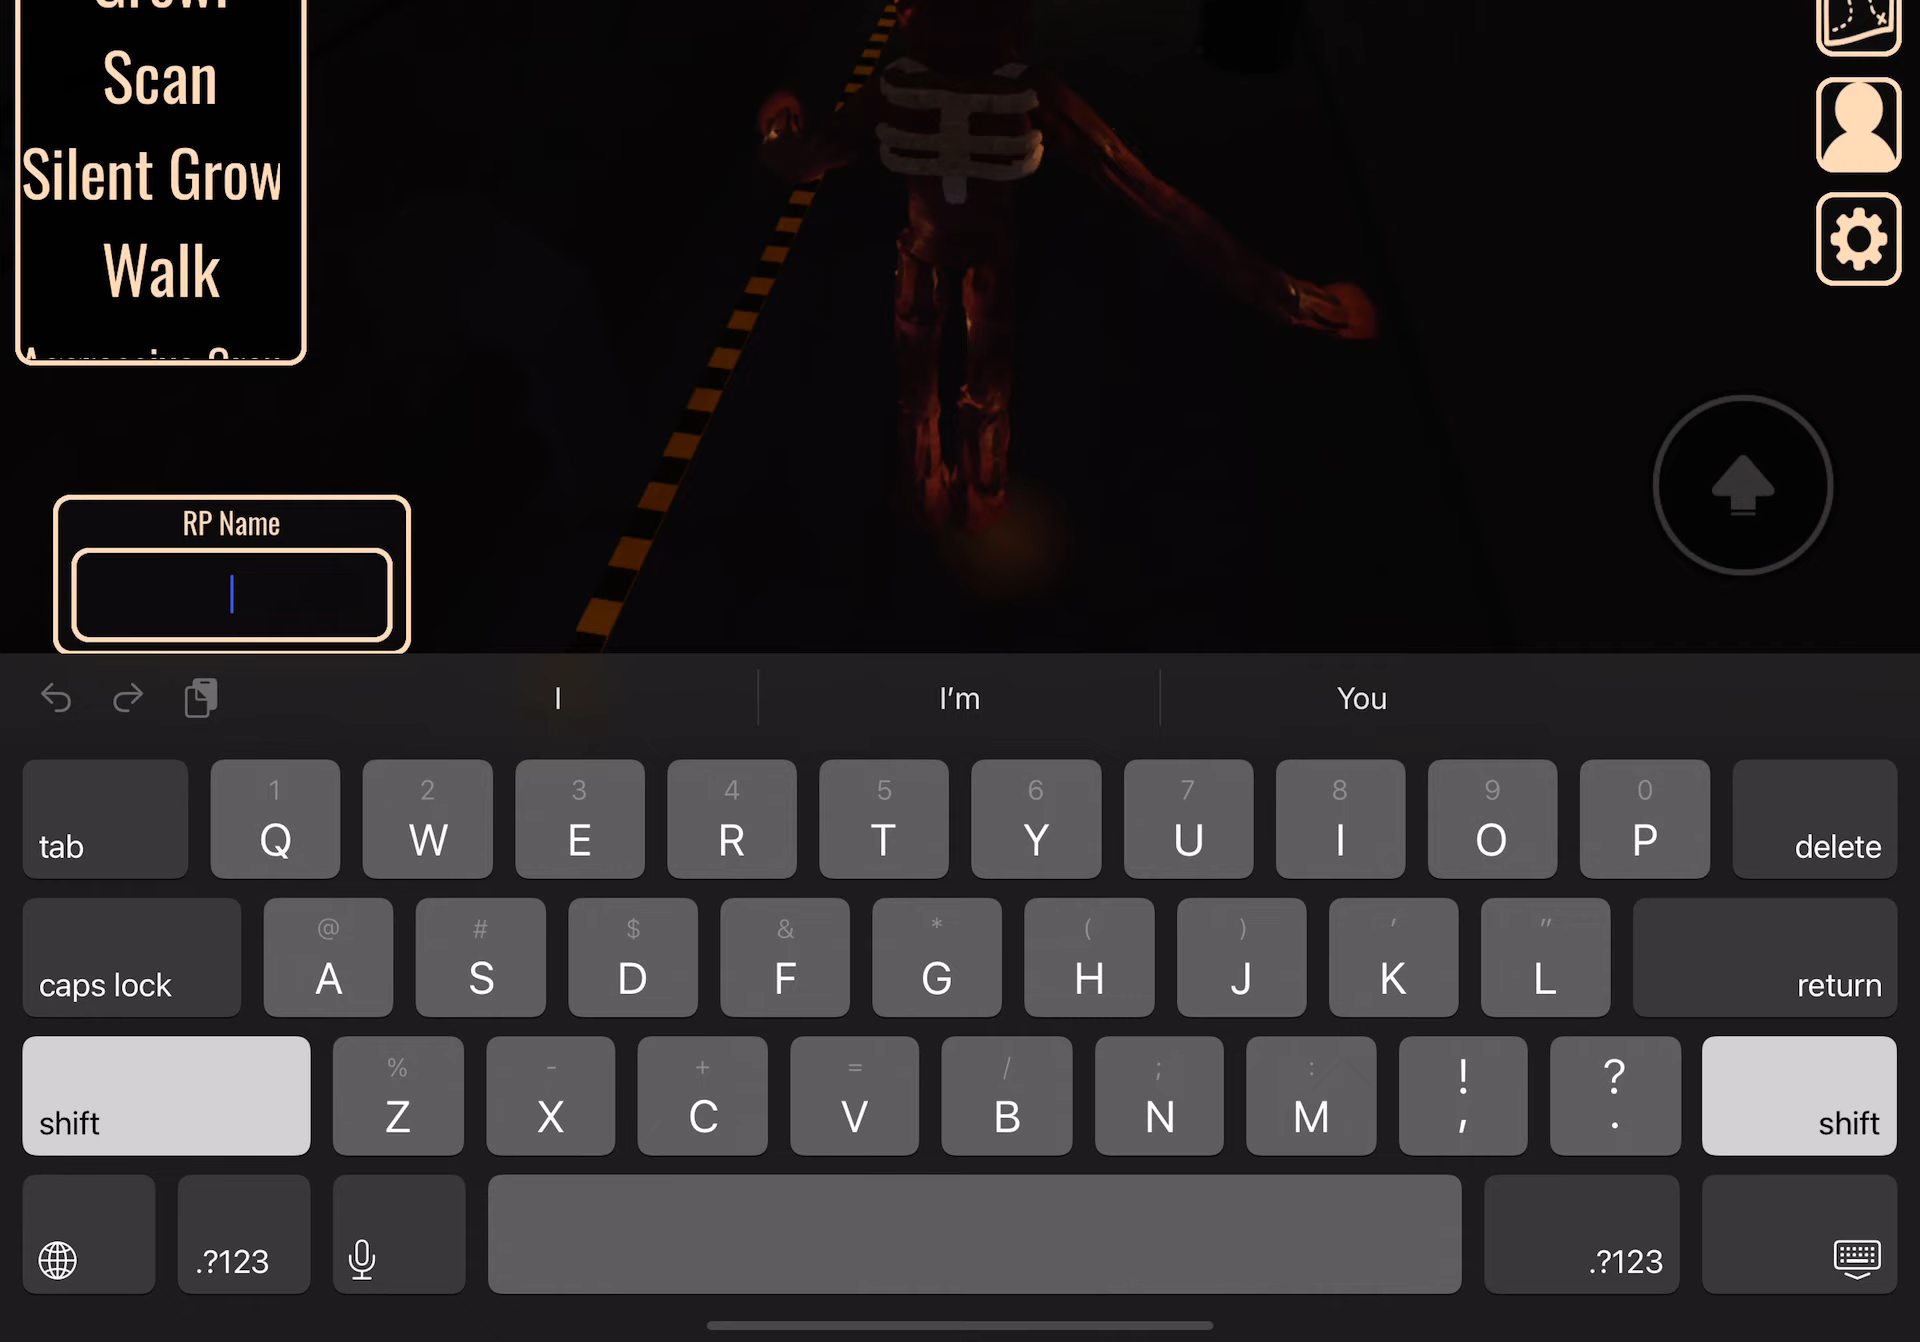 Growl
Scan
Silent Grow
Walk
RP Name
I
I'm
You
tab
1
Q
2
W
3
E
4
R
5
T
6
Y
7
U
8
I
9
O
0
P
delete
caps lock
@
A
#
S
$
D
&
F
*
G
(
H
)
J
'
K
"
L
return
shift
%
Z
-
X
+
C
=
V
/
B
;
N
:
M
!
,
?
.
shift
.?123
.?123